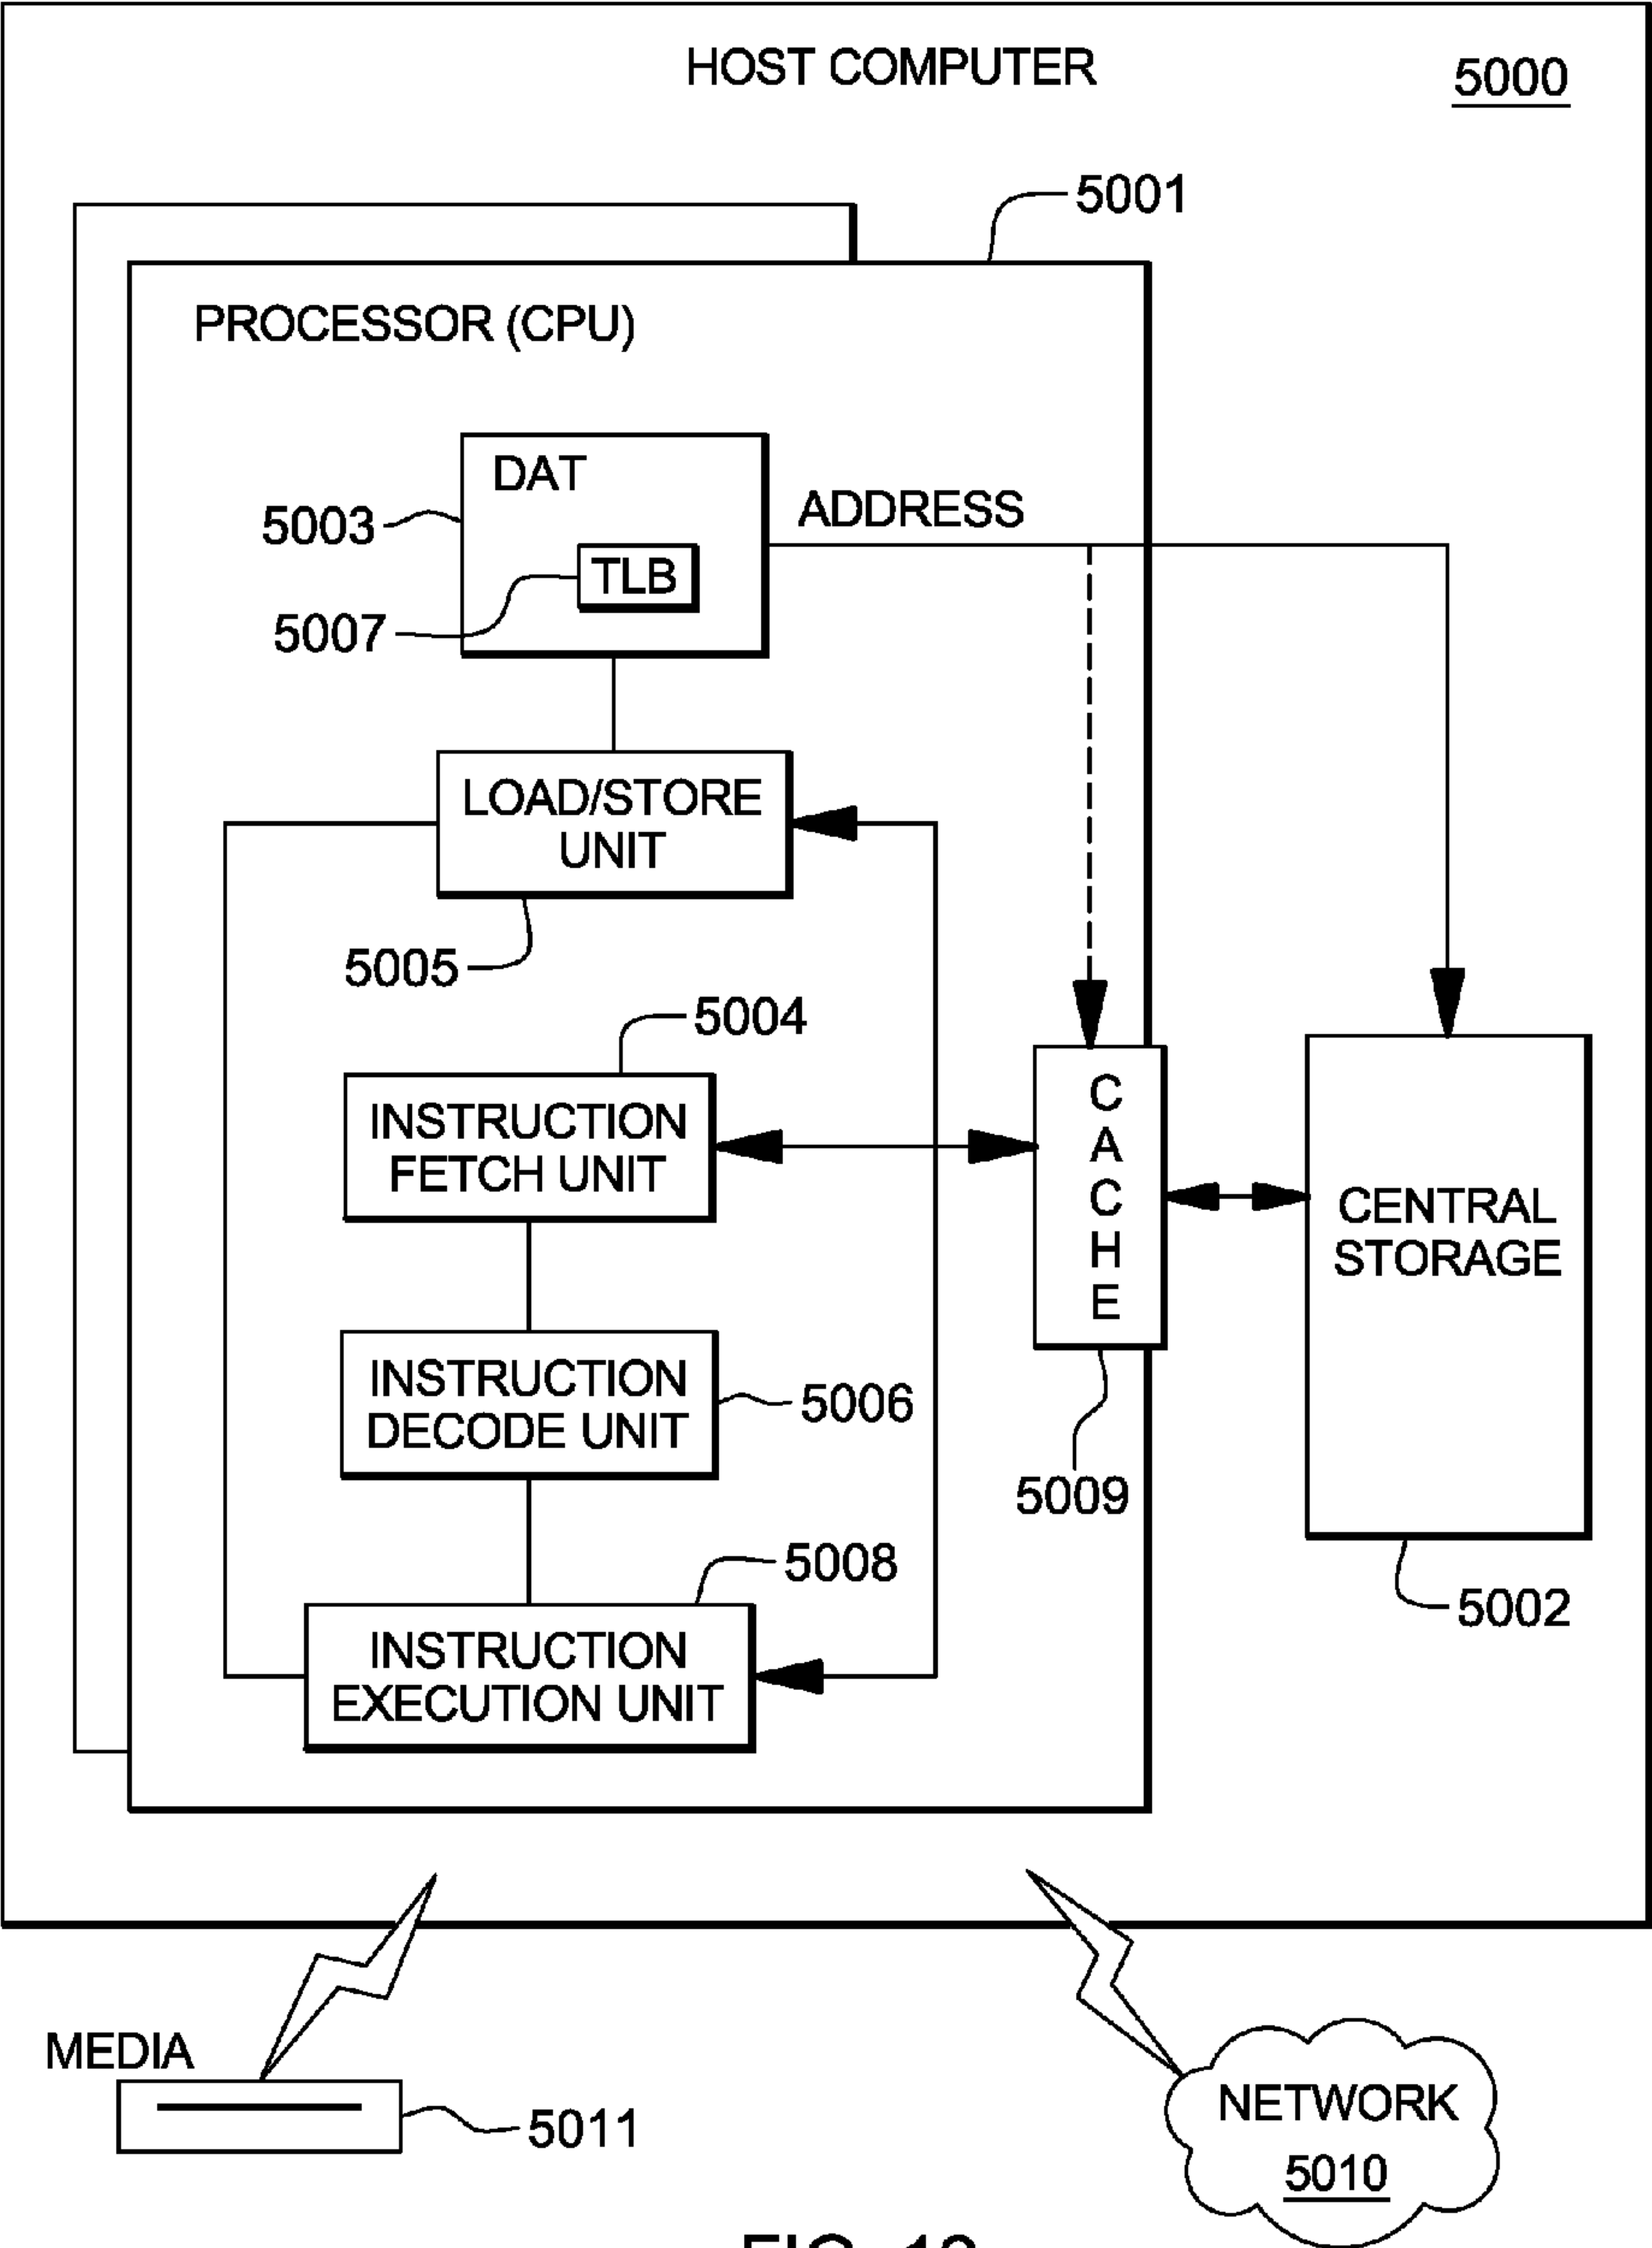 HOST COMPUTER
5000
5001
PROCESSOR (CPU)
DAT
5003
ADDRESS
TLB
5007
LOAD/STORE
UNIT
5005
5004
INSTRUCTION
FETCH UNIT
CACHE
CENTRAL
STORAGE
INSTRUCTION
DECODE UNIT
5006
5009
5008
5002
INSTRUCTION
EXECUTION UNIT
MEDIA
5011
NETWORK
5010